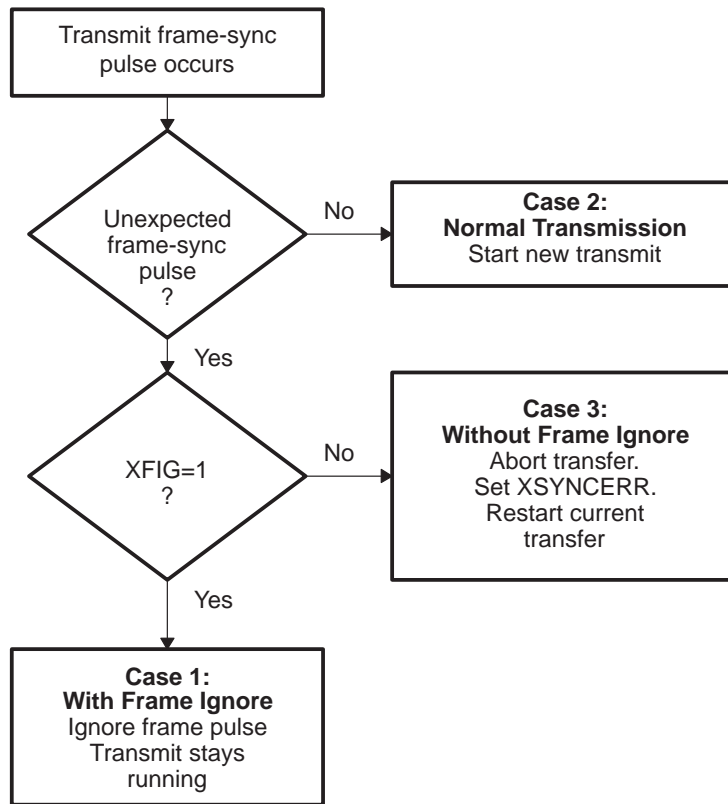 Transmit frame-sync
pulse occurs
Unexpected
frame-sync
pulse
?
No
Case 2:
Normal Transmission
Start new transmit
Yes
XFIG=1
?
No
Case 3:
Without Frame Ignore
Abort transfer.
Set XSYNCERR.
Restart current
transfer
Yes
Case 1:
With Frame Ignore
Ignore frame pulse
Transmit stays
running